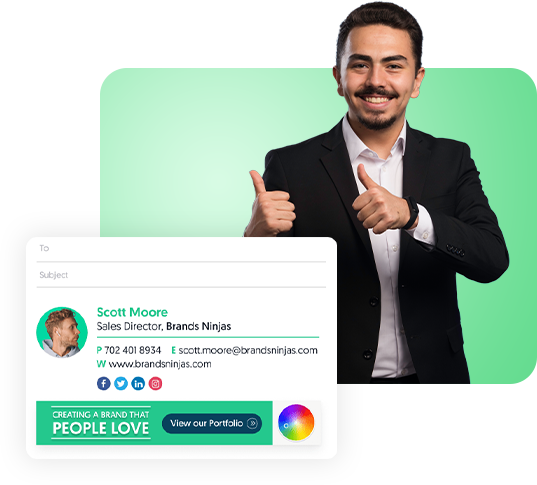 To
Subject
Scott Moore
Sales Director, Brands Ninjas
P 702 401 8934 E scott.moore@brandsninjas.com
W www.brandsninjas.com
CREATING A BRAND THAT
PEOPLE LOVE
View our Portfolio